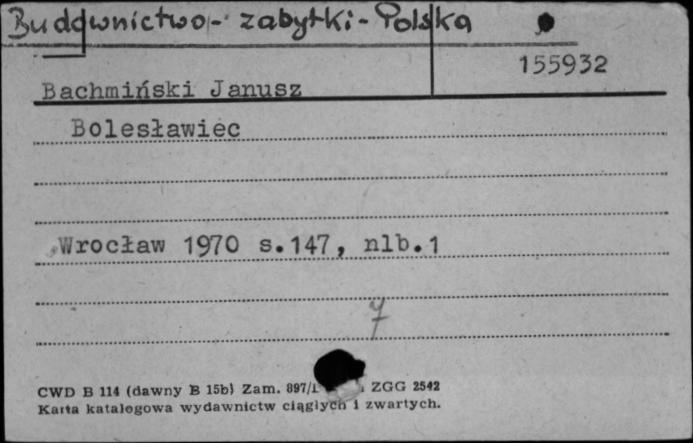 Budownictwo - zabytki - Polska
155932
Bachmiński Janusz
Bolesławiec
Wrocław 1970 s.147, nlb.1
7
CWD B 114 (dawny B 15b) Zam. 897/ ZGG 2542
Karta katalogowa wydawnictw ciągłych i zwartych.